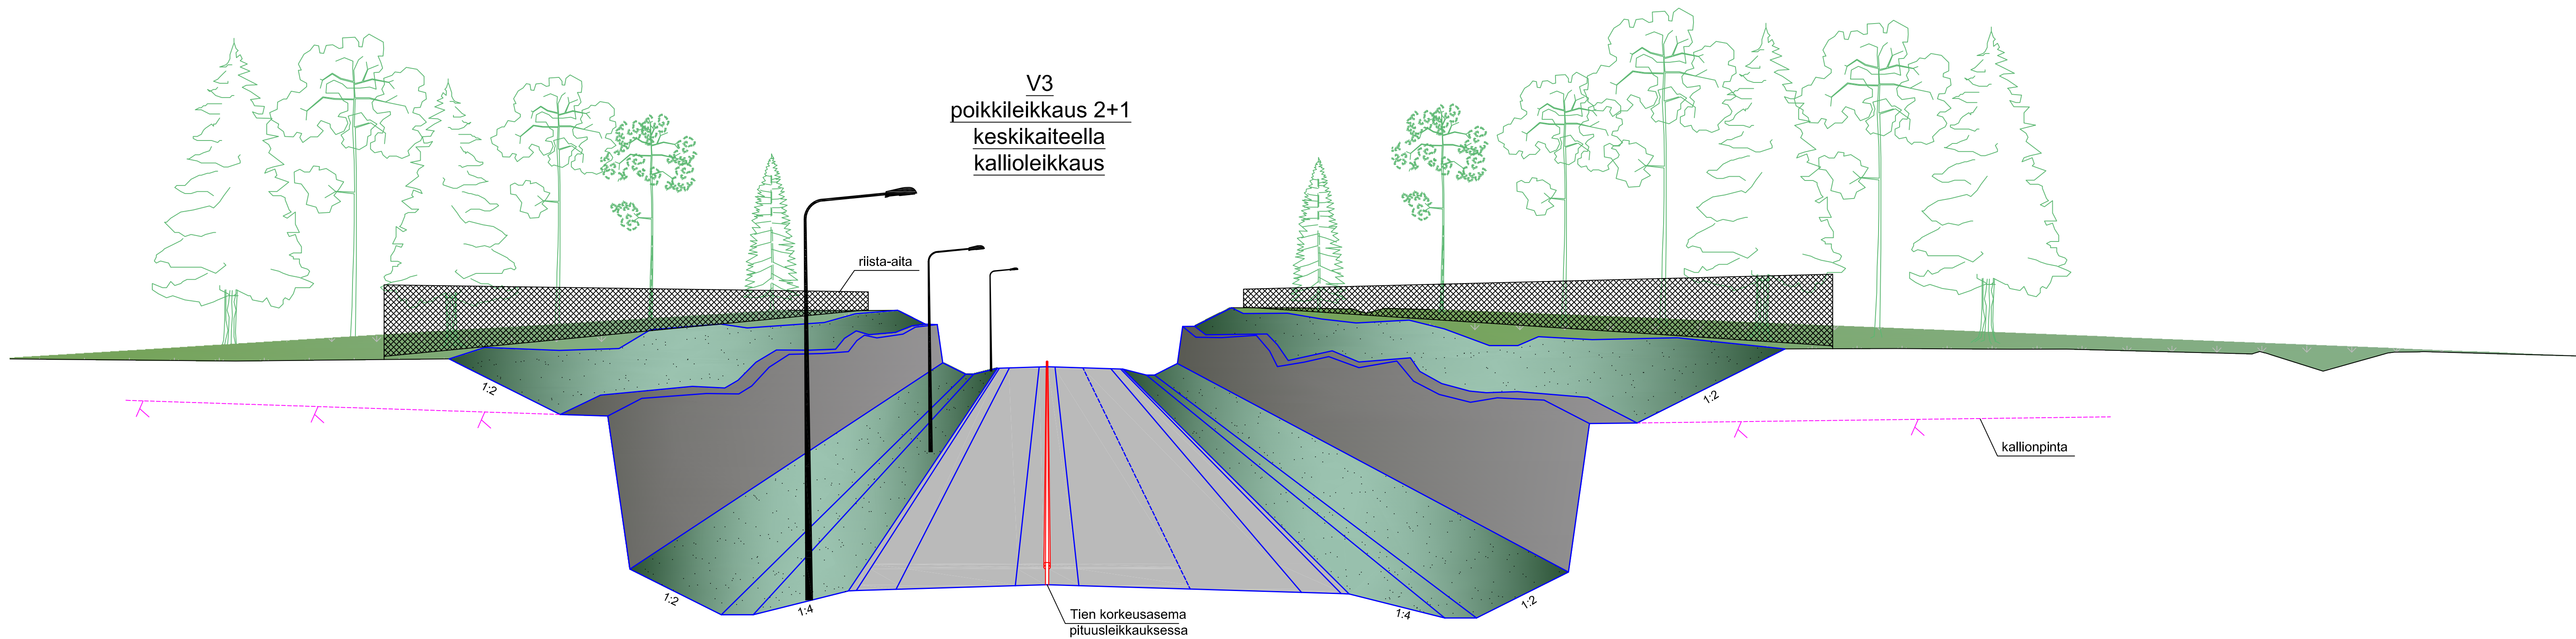 V3
poikkileikkaus 2+1
keskikaiteella
kallioleikkaus
riista-aita
1:2
1:2
kallionpinta
1:2
1:4
1:4
1:2
Tien korkeusasema
pituusleikkauksessa